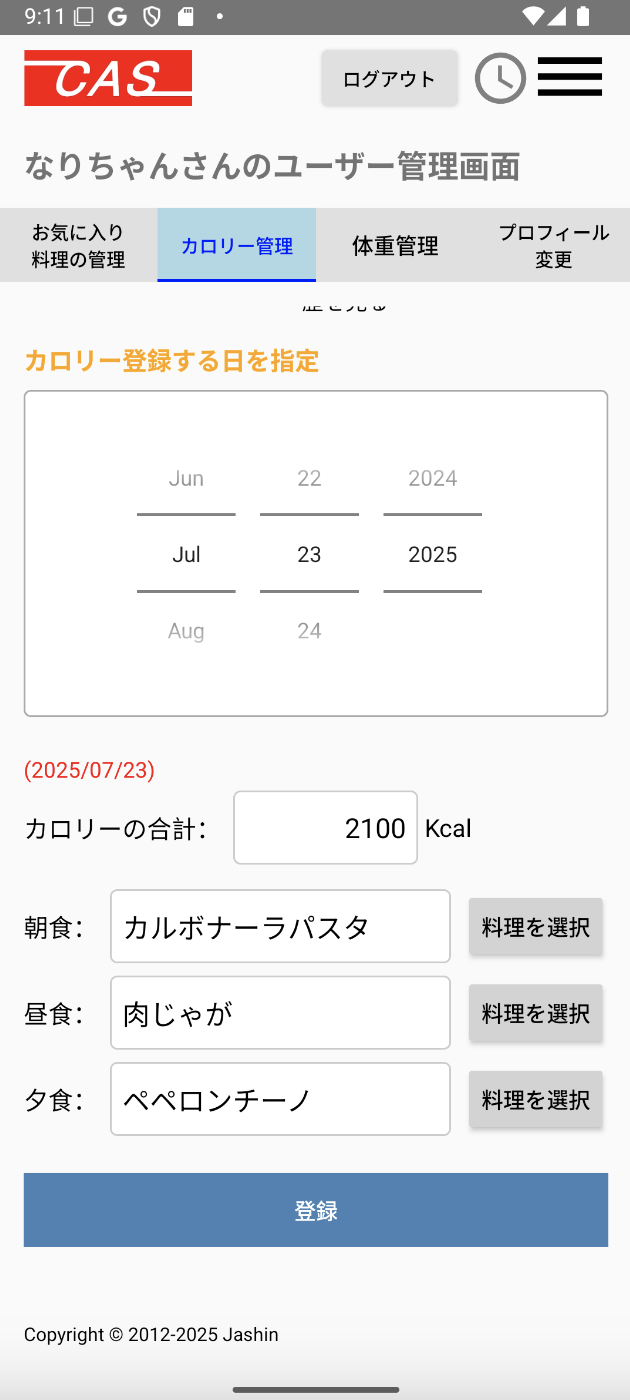 9:11
CAS
ログアウト
なりちゃんさんのユーザー管理画面
お気に入り
料理の管理
カロリー管理
体重管理
プロフィール
変更
カロリー登録する日を指定
Jun 22 2024
Jul 23 2025
Aug 24
(2025/07/23)
カロリーの合計: 2100 Kcal
朝食: カルボナーラパスタ 料理を選択
昼食: 肉じゃが 料理を選択
夕食: ペペロンチーノ 料理を選択
登録
Copyright © 2012-2025 Jashin